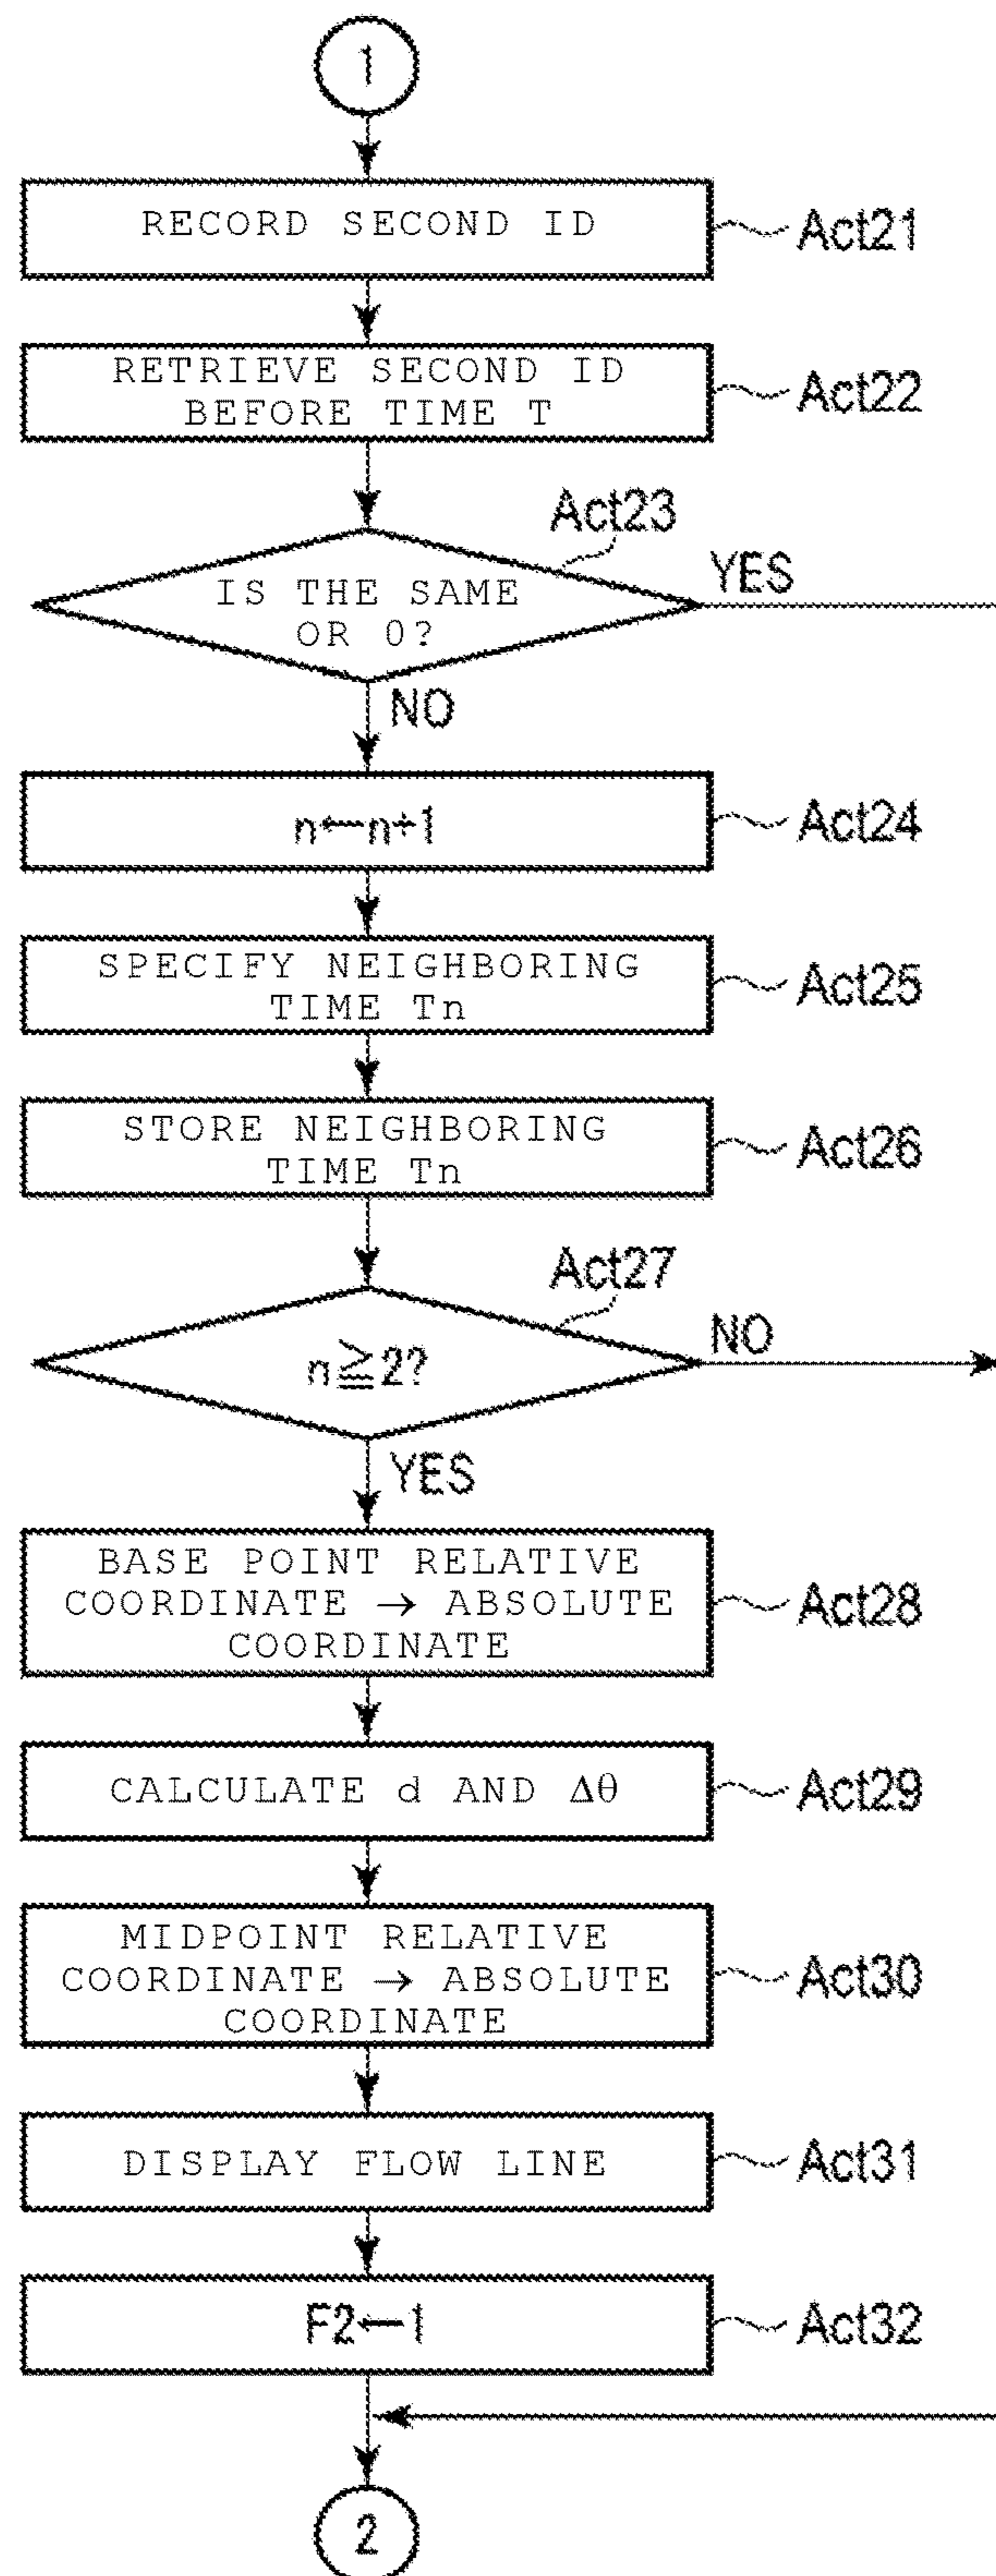 1
RECORD SECOND ID
Act21
RETRIEVE SECOND ID
BEFORE TIME T
Act22
Act23
IS THE SAME
OR 0?
YES
NO
n←n+1
Act24
SPECIFY NEIGHBORING
TIME Tn
Act25
STORE NEIGHBORING
TIME Tn
Act26
Act27
n≧2?
NO
YES
BASE POINT RELATIVE
COORDINATE → ABSOLUTE
COORDINATE
Act28
CALCULATE d AND Δθ
Act29
MIDPOINT RELATIVE
COORDINATE → ABSOLUTE
COORDINATE
Act30
DISPLAY FLOW LINE
Act31
F2←1
Act32
2